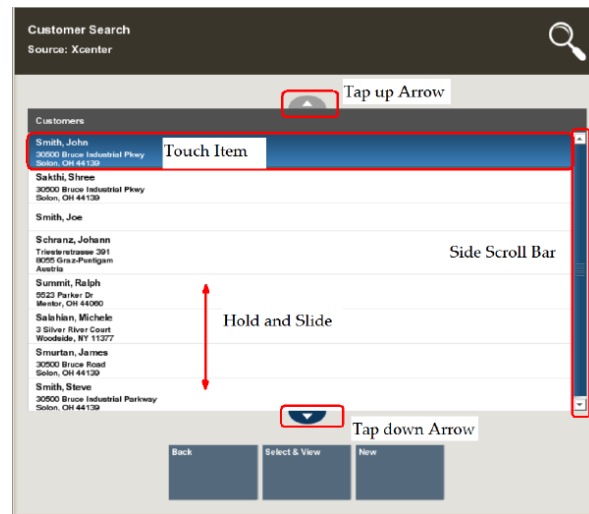 Customer Search
Source: Xcenter
Tap up Arrow
Customers
Smith, John
30500 Bruce Industrial Pkwy
Solon, OH 44139
Touch Item
Sakthi, Shree
30500 Bruce Industrial Pkwy
Solon, OH 44139
Smith, Joe
Schranz, Johann
Triesterstrasse 391
8055 Graz-Puntigam
Austria
Side Scroll Bar
Summit, Ralph
5523 Parker Dr
Mentor, OH 44060
Salahian, Michele
3 Silver River Court
Woodside, NY 11377
Hold and Slide
Smurtan, James
30500 Bruce Road
Solon, OH 44139
Smith, Steve
30500 Bruce Industrial Parkway
Solon, OH 44139
Tap down Arrow
Back
Select & View
New